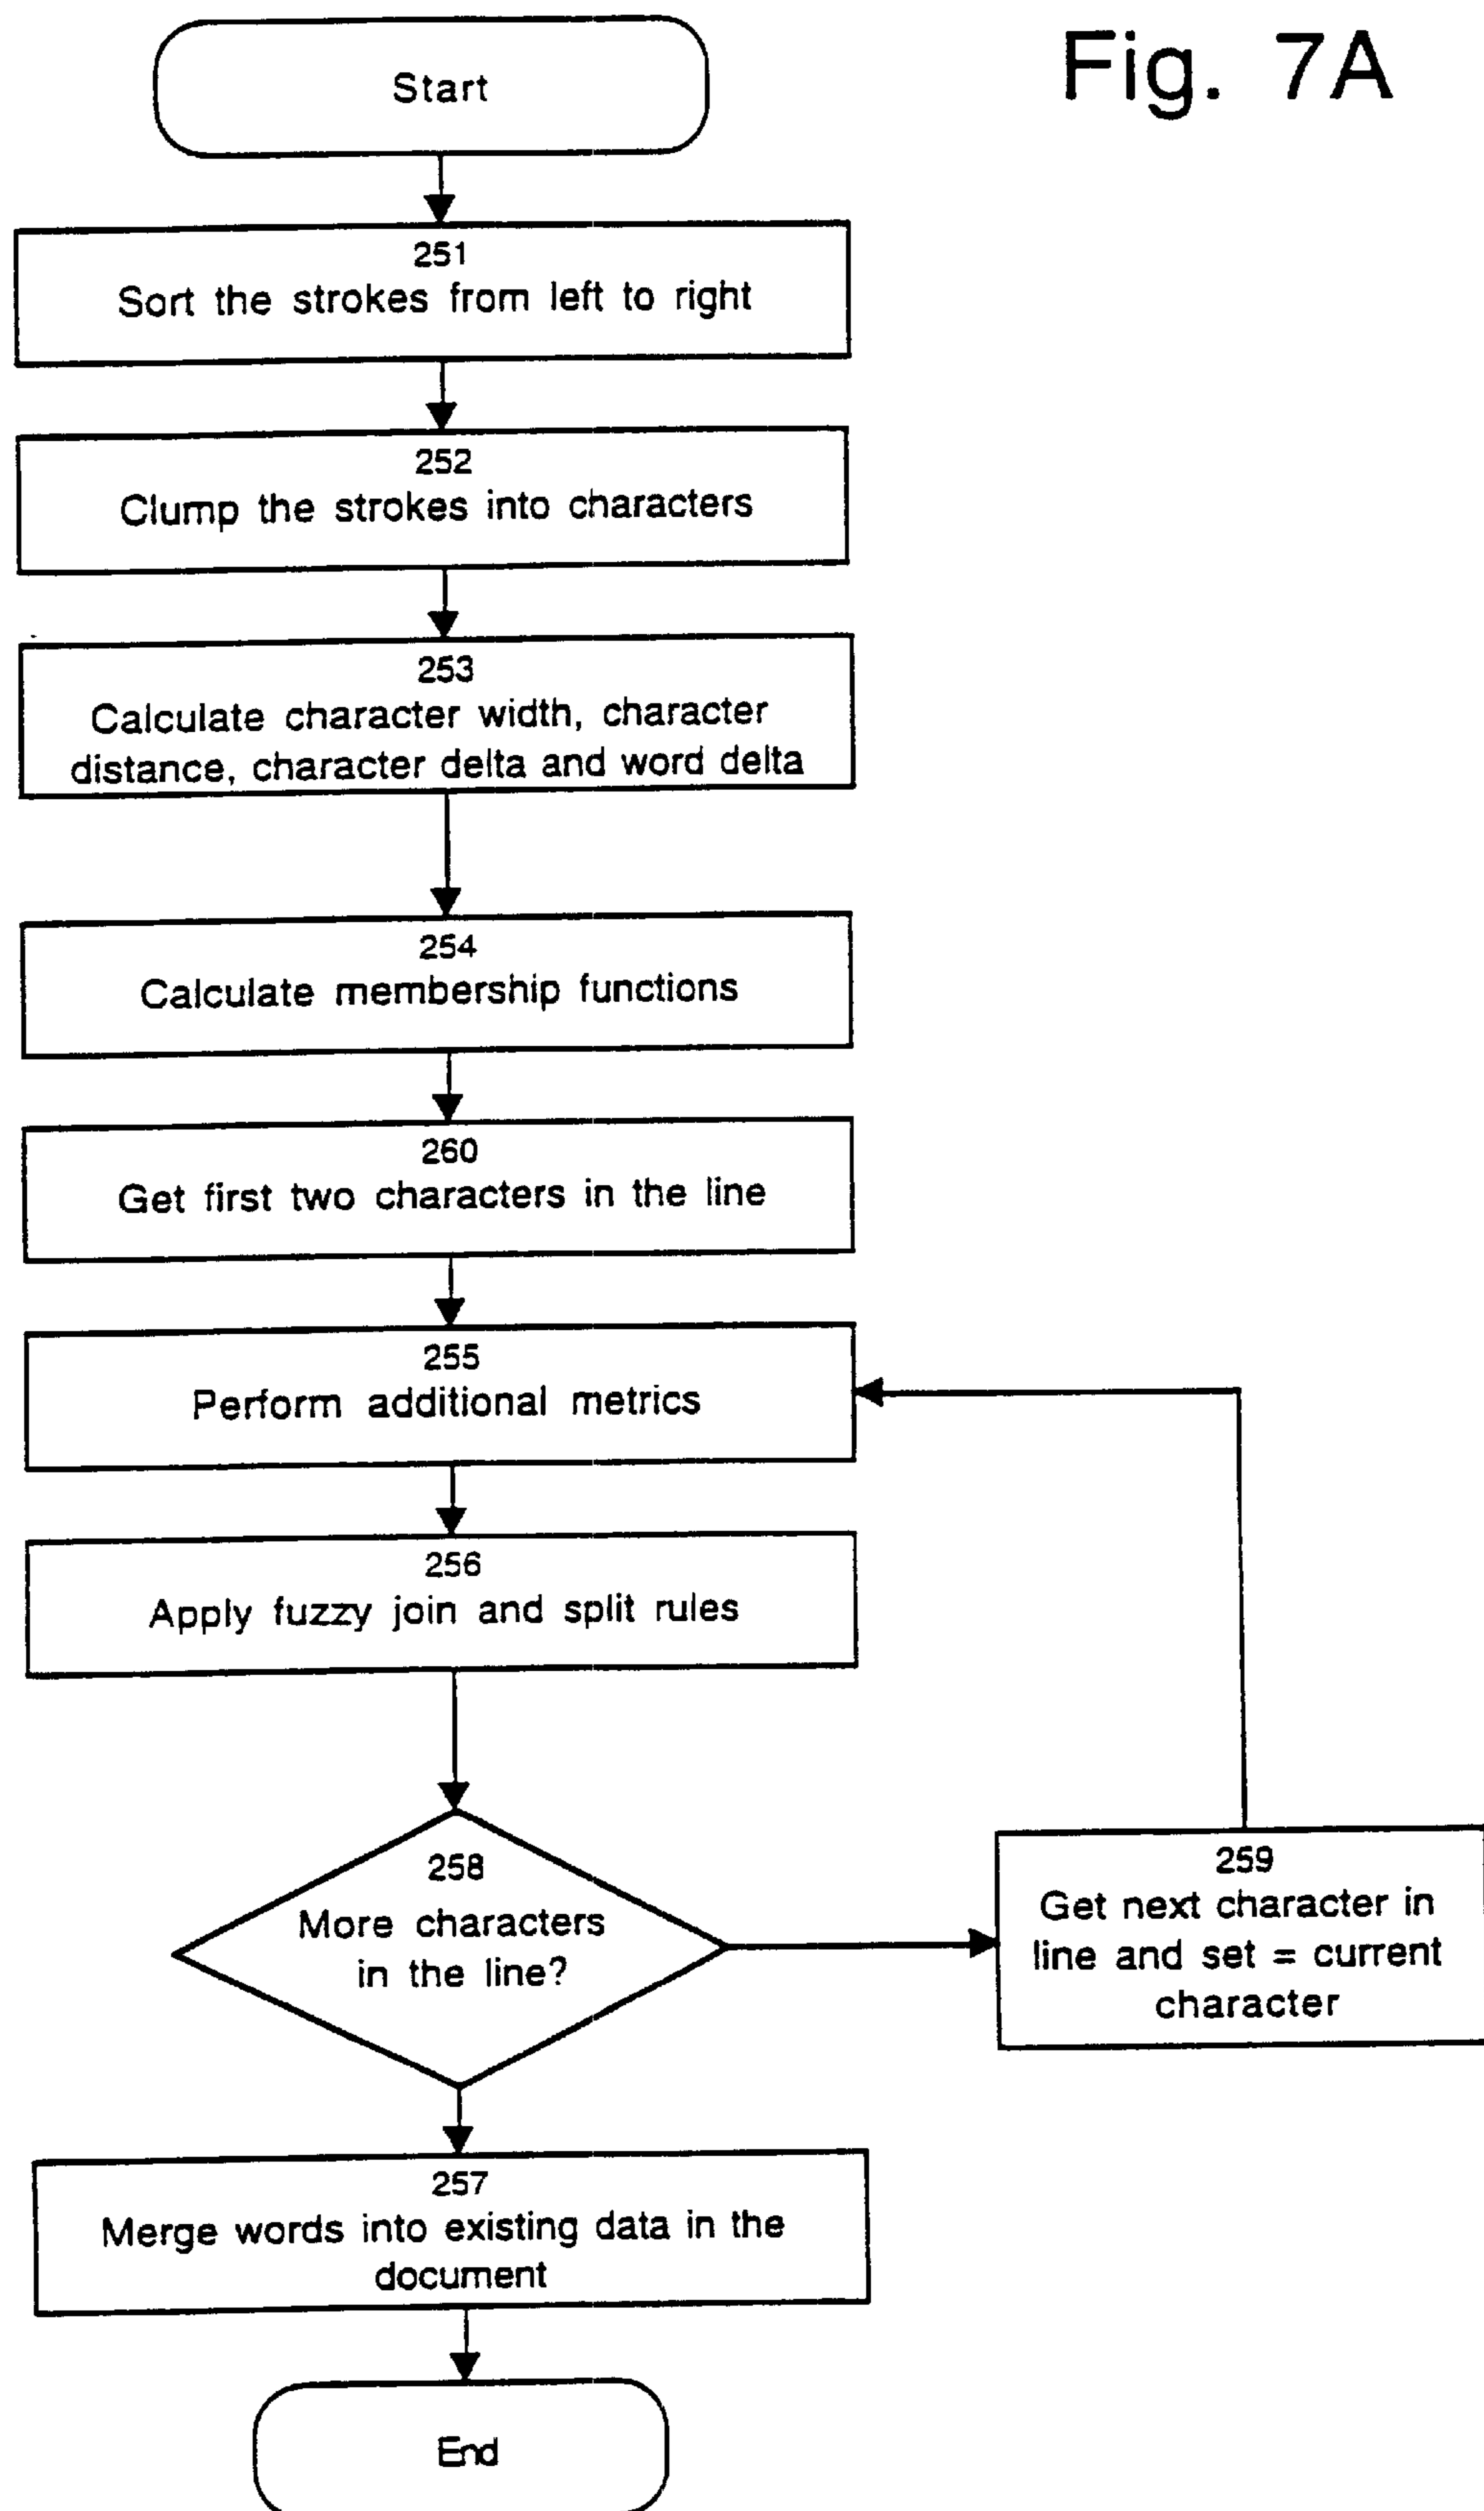 Fig. 7A
Start
251
Sort the strokes from left to right
252
Clump the strokes into characters
253
Calculate character width, character
distance, character delta and word delta
254
Calculate membership functions
260
Get first two characters in the line
255
Perform additional metrics
256
Apply fuzzy join and split rules
258
More characters
in the line?
259
Get next character in
line and set = current
character
257
Merge words into existing data in the
document
End